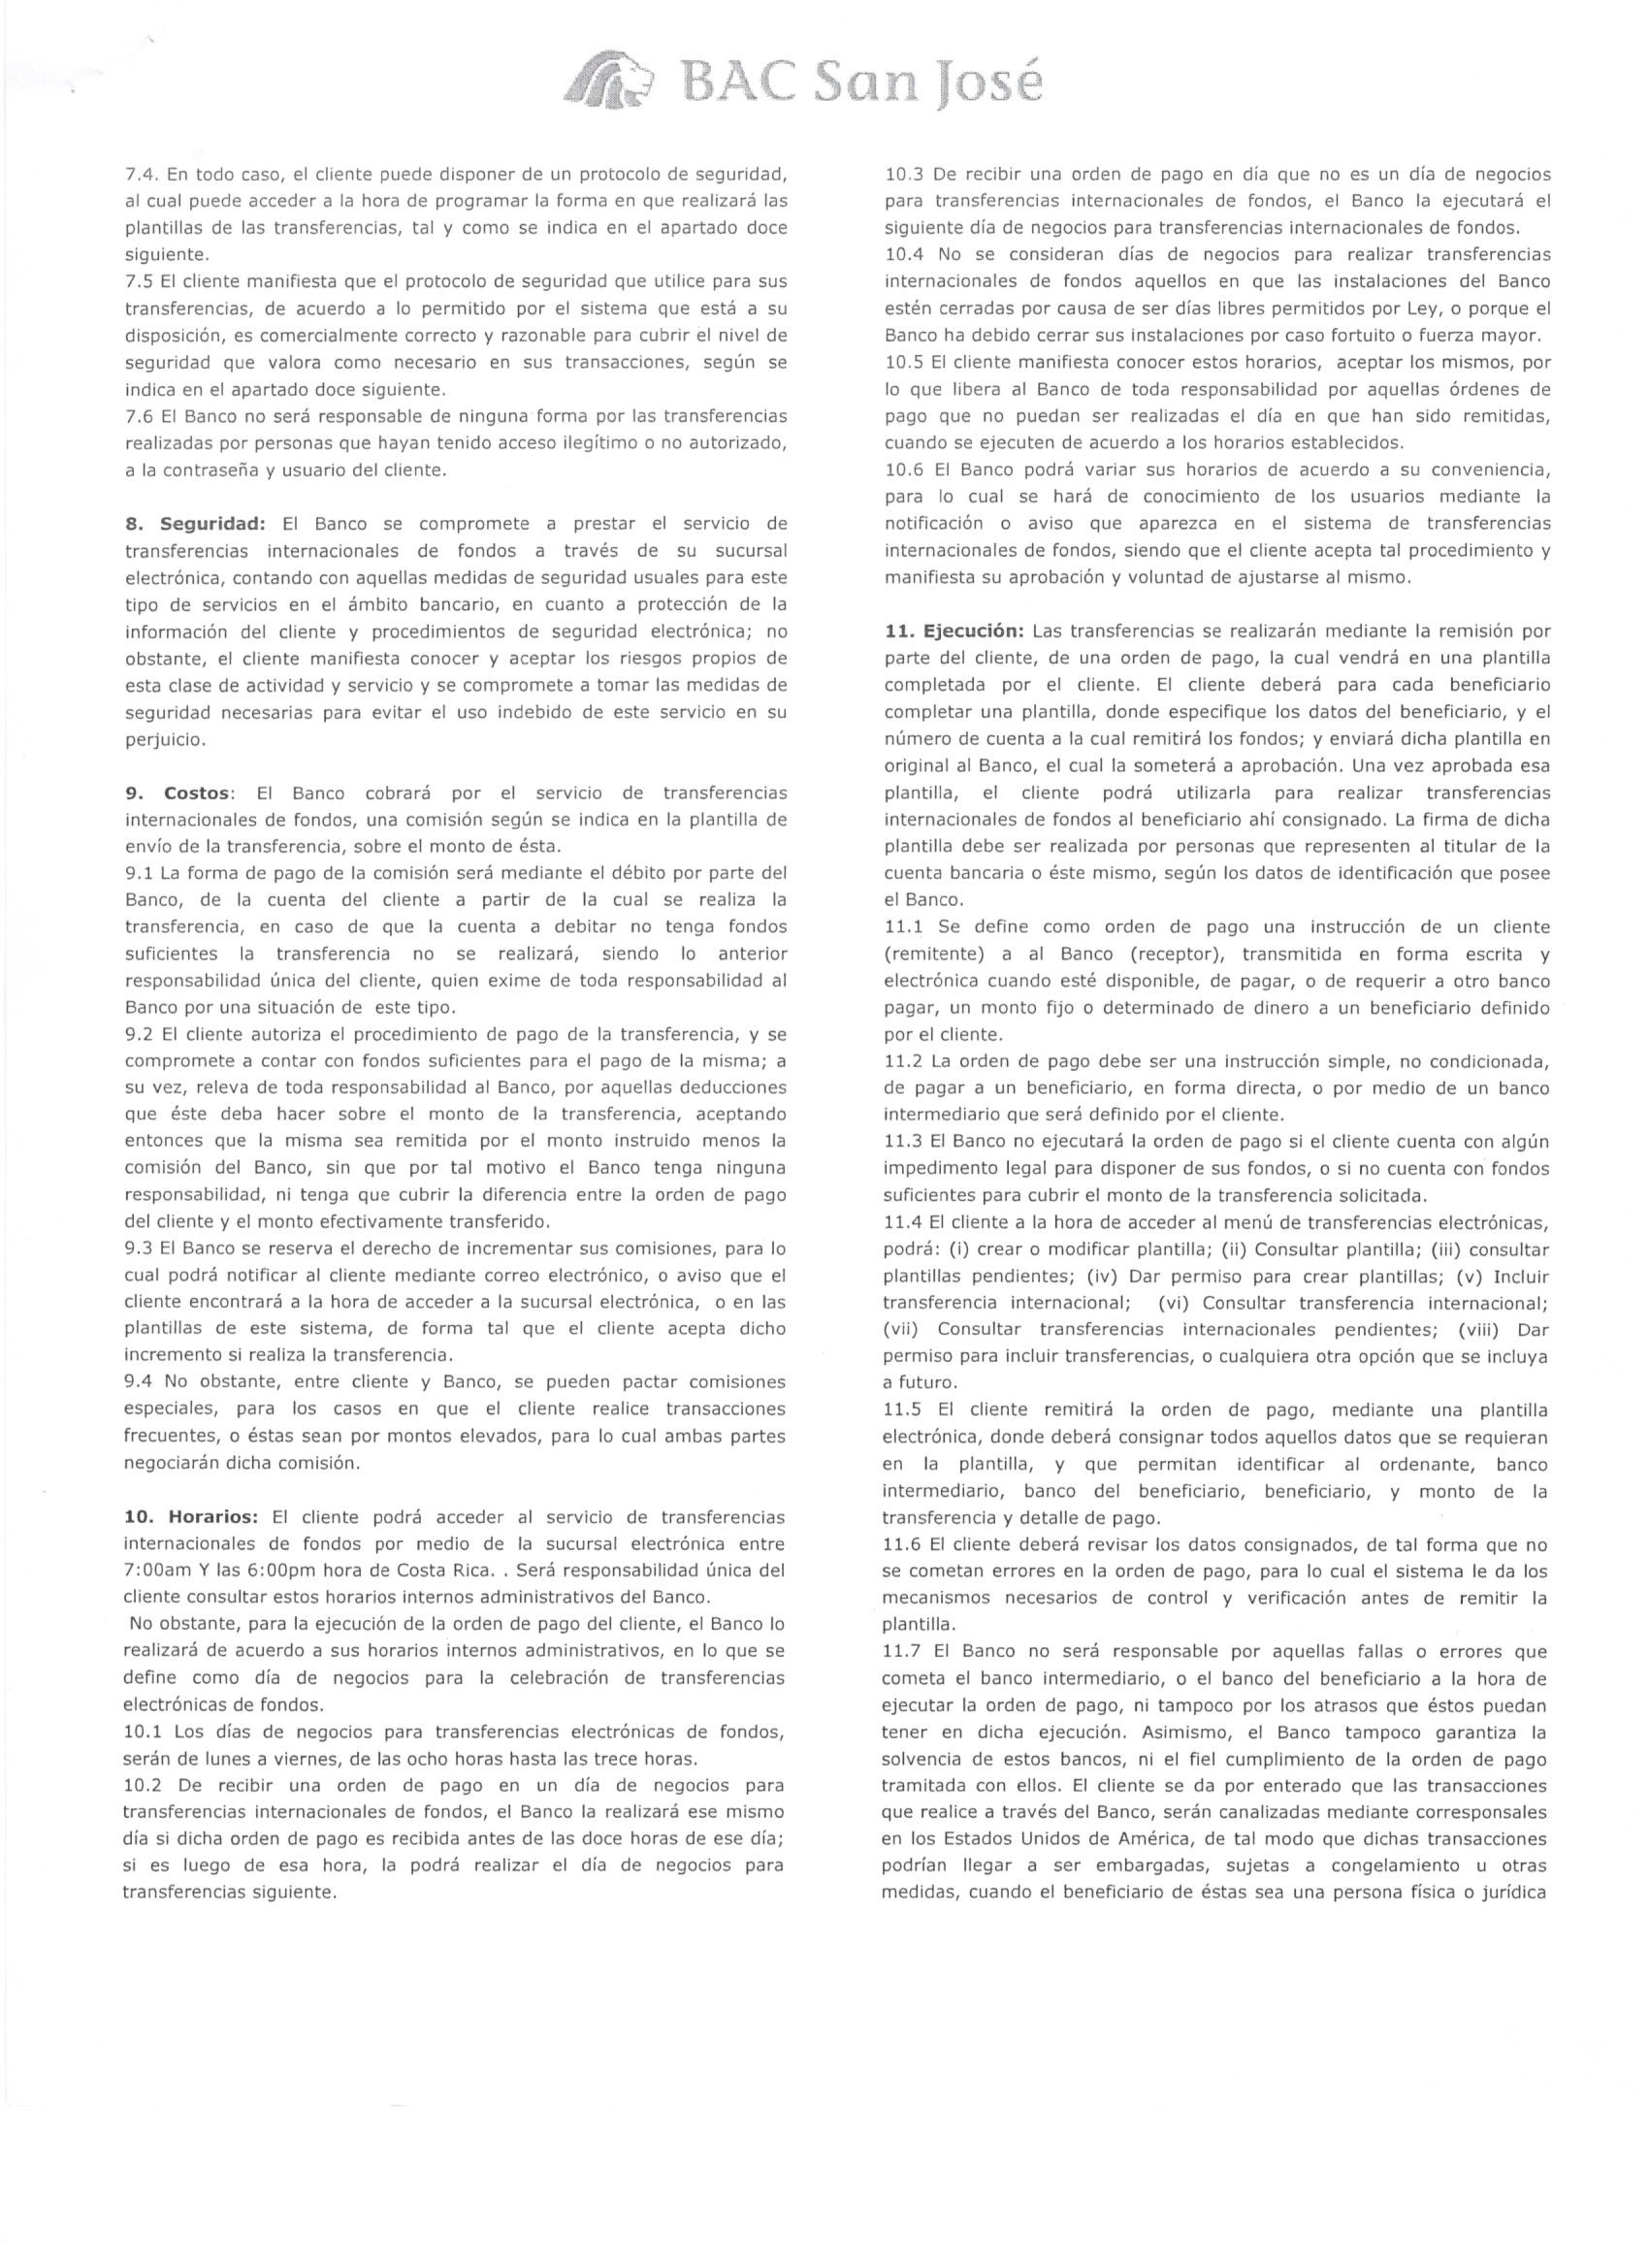 BAC San José
7.4. En todo caso, el cliente puede disponer de un protocolo de seguridad,
al cual puede acceder a la hora de programar la forma en que realizará las
plantillas de las transferencias, tal y como se indica en el apartado doce
siguiente.
7.5 El cliente manifiesta que el protocolo de seguridad que utilice para sus
transferencias, de acuerdo a lo permitido por el sistema que está a su
disposición, es comercialmente correcto y razonable para cubrir el nivel de
seguridad que valora como necesario en sus transacciones, según se
indica en el apartado doce siguiente.
7.6 El Banco no será responsable de ninguna forma por las transferencias
realizadas por personas que hayan tenido acceso ilegítimo o no autorizado,
a la contraseña y usuario del cliente.
8. Seguridad: El Banco se compromete a prestar el servicio de
transferencias internacionales de fondos a través de su sucursal
electrónica, contando con aquellas medidas de seguridad usuales para este
tipo de servicios en el ámbito bancario, en cuanto a protección de la
información del cliente y procedimientos de seguridad electrónica; no
obstante, el cliente manifiesta conocer y aceptar los riesgos propios de
esta clase de actividad y servicio y se compromete a tomar las medidas de
seguridad necesarias para evitar el uso indebido de este servicio en su
perjuicio.
9. Costos: El Banco cobrará por el servicio de transferencias
internacionales de fondos, una comisión según se indica en la plantilla de
envío de la transferencia, sobre el monto de ésta.
9.1 La forma de pago de la comisión será mediante el débito por parte del
Banco, de la cuenta del cliente a partir de la cual se realiza la
transferencia, en caso de que la cuenta a debitar no tenga fondos
suficientes la transferencia no se realizará, siendo lo anterior
responsabilidad única del cliente, quien exime de toda responsabilidad al
Banco por una situación de este tipo.
9.2 El cliente autoriza el procedimiento de pago de la transferencia, y se
compromete a contar con fondos suficientes para el pago de la misma; a
su vez, releva de toda responsabilidad al Banco, por aquellas deducciones
que éste deba hacer sobre el monto de la transferencia, aceptando
entonces que la misma sea remitida por el monto instruido menos la
comisión del Banco, sin que por tal motivo el Banco tenga ninguna
responsabilidad, ni tenga que cubrir la diferencia entre la orden de pago
del cliente y el monto efectivamente transferido.
9.3 El Banco se reserva el derecho de incrementar sus comisiones, para lo
cual podrá notificar al cliente mediante correo electrónico, o aviso que el
cliente encontrará a la hora de acceder a la sucursal electrónica, o en las
plantillas de este sistema, de forma tal que el cliente acepta dicho
incremento si realiza la transferencia.
9.4 No obstante, entre cliente y Banco, se pueden pactar comisiones
especiales, para los casos en que el cliente realice transacciones
frecuentes, o éstas sean por montos elevados, para lo cual ambas partes
negociarán dicha comisión.
10. Horarios: El cliente podrá acceder al servicio de transferencias
internacionales de fondos por medio de la sucursal electrónica entre
7:00am Y las 6:00pm hora de Costa Rica. . Será responsabilidad única del
cliente consultar estos horarios internos administrativos del Banco.
No obstante, para la ejecución de la orden de pago del cliente, el Banco lo
realizará de acuerdo a sus horarios internos administrativos, en lo que se
define como día de negocios para la celebración de transferencias
electrónicas de fondos.
10.1 Los días de negocios para transferencias electrónicas de fondos,
serán de lunes a viernes, de las ocho horas hasta las trece horas.
10.2 De recibir una orden de pago en un día de negocios para
transferencias internacionales de fondos, el Banco la realizará ese mismo
día si dicha orden de pago es recibida antes de las doce horas de ese día;
si es luego de esa hora, la podrá realizar el día de negocios para
transferencias siguiente.
10.3 De recibir una orden de pago en día que no es un día de negocios
para transferencias internacionales de fondos, el Banco la ejecutará el
siguiente día de negocios para transferencias internacionales de fondos.
10.4 No se consideran días de negocios para realizar transferencias
internacionales de fondos aquellos en que las instalaciones del Banco
estén cerradas por causa de ser días libres permitidos por Ley, o porque el
Banco ha debido cerrar sus instalaciones por caso fortuito o fuerza mayor.
10.5 El cliente manifiesta conocer estos horarios, aceptar los mismos, por
lo que libera al Banco de toda responsabilidad por aquellas órdenes de
pago que no puedan ser realizadas el día en que han sido remitidas,
cuando se ejecuten de acuerdo a los horarios establecidos.
10.6 El Banco podrá variar sus horarios de acuerdo a su conveniencia,
para lo cual se hará de conocimiento de los usuarios mediante la
notificación o aviso que aparezca en el sistema de transferencias
internacionales de fondos, siendo que el cliente acepta tal procedimiento y
manifiesta su aprobación y voluntad de ajustarse al mismo.
11. Ejecución: Las transferencias se realizarán mediante la remisión por
parte del cliente, de una orden de pago, la cual vendrá en una plantilla
completada por el cliente. El cliente deberá para cada beneficiario
completar una plantilla, donde especifique los datos del beneficiario, y el
número de cuenta a la cual remitirá los fondos; y enviará dicha plantilla en
original al Banco, el cual la someterá a aprobación. Una vez aprobada esa
plantilla, el cliente podrá utilizarla para realizar transferencias
internacionales de fondos al beneficiario ahí consignado. La firma de dicha
plantilla debe ser realizada por personas que representen al titular de la
cuenta bancaria o éste mismo, según los datos de identificación que posee
el Banco.
11.1 Se define como orden de pago una instrucción de un cliente
(remitente) a al Banco (receptor), transmitida en forma escrita y
electrónica cuando esté disponible, de pagar, o de requerir a otro banco
pagar, un monto fijo o determinado de dinero a un beneficiario definido
por el cliente.
11.2 La orden de pago debe ser una instrucción simple, no condicionada,
de pagar a un beneficiario, en forma directa, o por medio de un banco
intermediario que será definido por el cliente.
11.3 El Banco no ejecutará la orden de pago si el cliente cuenta con algún
impedimento legal para disponer de sus fondos, o si no cuenta con fondos
suficientes para cubrir el monto de la transferencia solicitada.
11.4 El cliente a la hora de acceder al menú de transferencias electrónicas,
podrá: (i) crear o modificar plantilla; (ii) Consultar plantilla; (iii) consultar
plantillas pendientes; (iv) Dar permiso para crear plantillas; (v) Incluir
transferencia internacional; (vi) Consultar transferencia internacional;
(vii) Consultar transferencias internacionales pendientes; (viii) Dar
permiso para incluir transferencias, o cualquiera otra opción que se incluya
a futuro.
11.5 El cliente remitirá la orden de pago, mediante una plantilla
electrónica, donde deberá consignar todos aquellos datos que se requieran
en la plantilla, y que permitan identificar al ordenante, banco
intermediario, banco del beneficiario, beneficiario, y monto de la
transferencia y detalle de pago.
11.6 El cliente deberá revisar los datos consignados, de tal forma que no
se cometan errores en la orden de pago, para lo cual el sistema le da los
mecanismos necesarios de control y verificación antes de remitir la
plantilla.
11.7 El Banco no será responsable por aquellas fallas o errores que
cometa el banco intermediario, o el banco del beneficiario a la hora de
ejecutar la orden de pago, ni tampoco por los atrasos que éstos puedan
tener en dicha ejecución. Asimismo, el Banco tampoco garantiza la
solvencia de estos bancos, ni el fiel cumplimiento de la orden de pago
tramitada con ellos. El cliente se da por enterado que las transacciones
que realice a través del Banco, serán canalizadas mediante corresponsales
en los Estados Unidos de América, de tal modo que dichas transacciones
podrían llegar a ser embargadas, sujetas a congelamiento u otras
medidas, cuando el beneficiario de éstas sea una persona física o jurídica